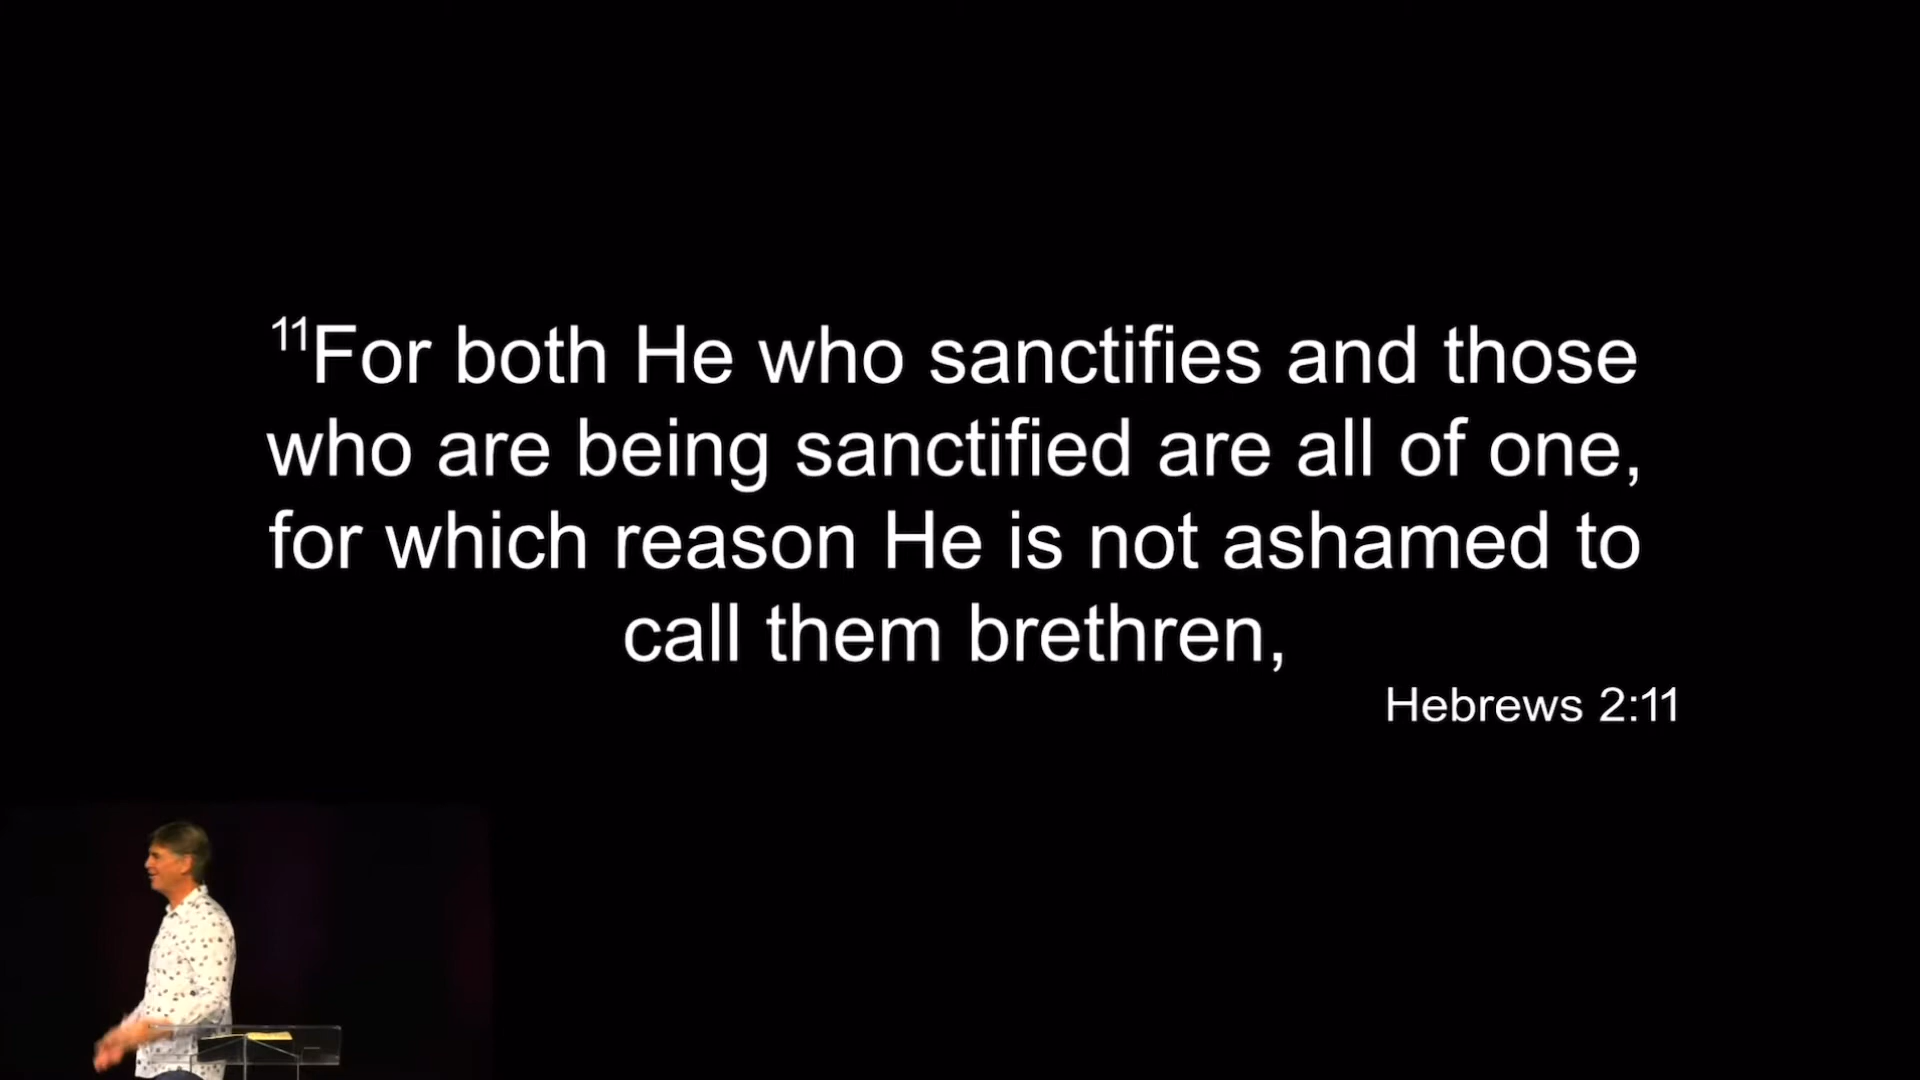 11For both He who sanctifies and those
who are being sanctified are all of one,
for which reason He is not ashamed to
call them brethren,
Hebrews 2:11